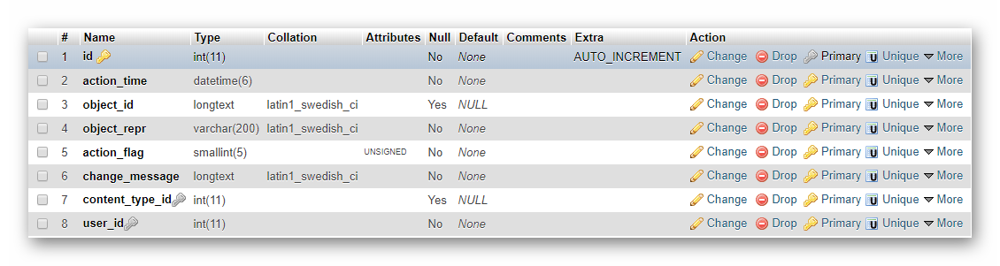 # Name Type Collation Attributes Null Default Comments Extra Action
1 id int(11) No None AUTO_INCREMENT Change Drop Primary Unique More
2 action_time datetime(6) No None Change Drop Primary Unique More
3 object_id longtext latin1_swedish_ci Yes NULL Change Drop Primary Unique More
4 object_repr varchar(200) latin1_swedish_ci No None Change Drop Primary Unique More
5 action_flag smallint(5) UNSIGNED No None Change Drop Primary Unique More
6 change_message longtext latin1_swedish_ci No None Change Drop Primary Unique More
7 content_type_id int(11) Yes NULL Change Drop Primary Unique More
8 user_id int(11) No None Change Drop Primary Unique More